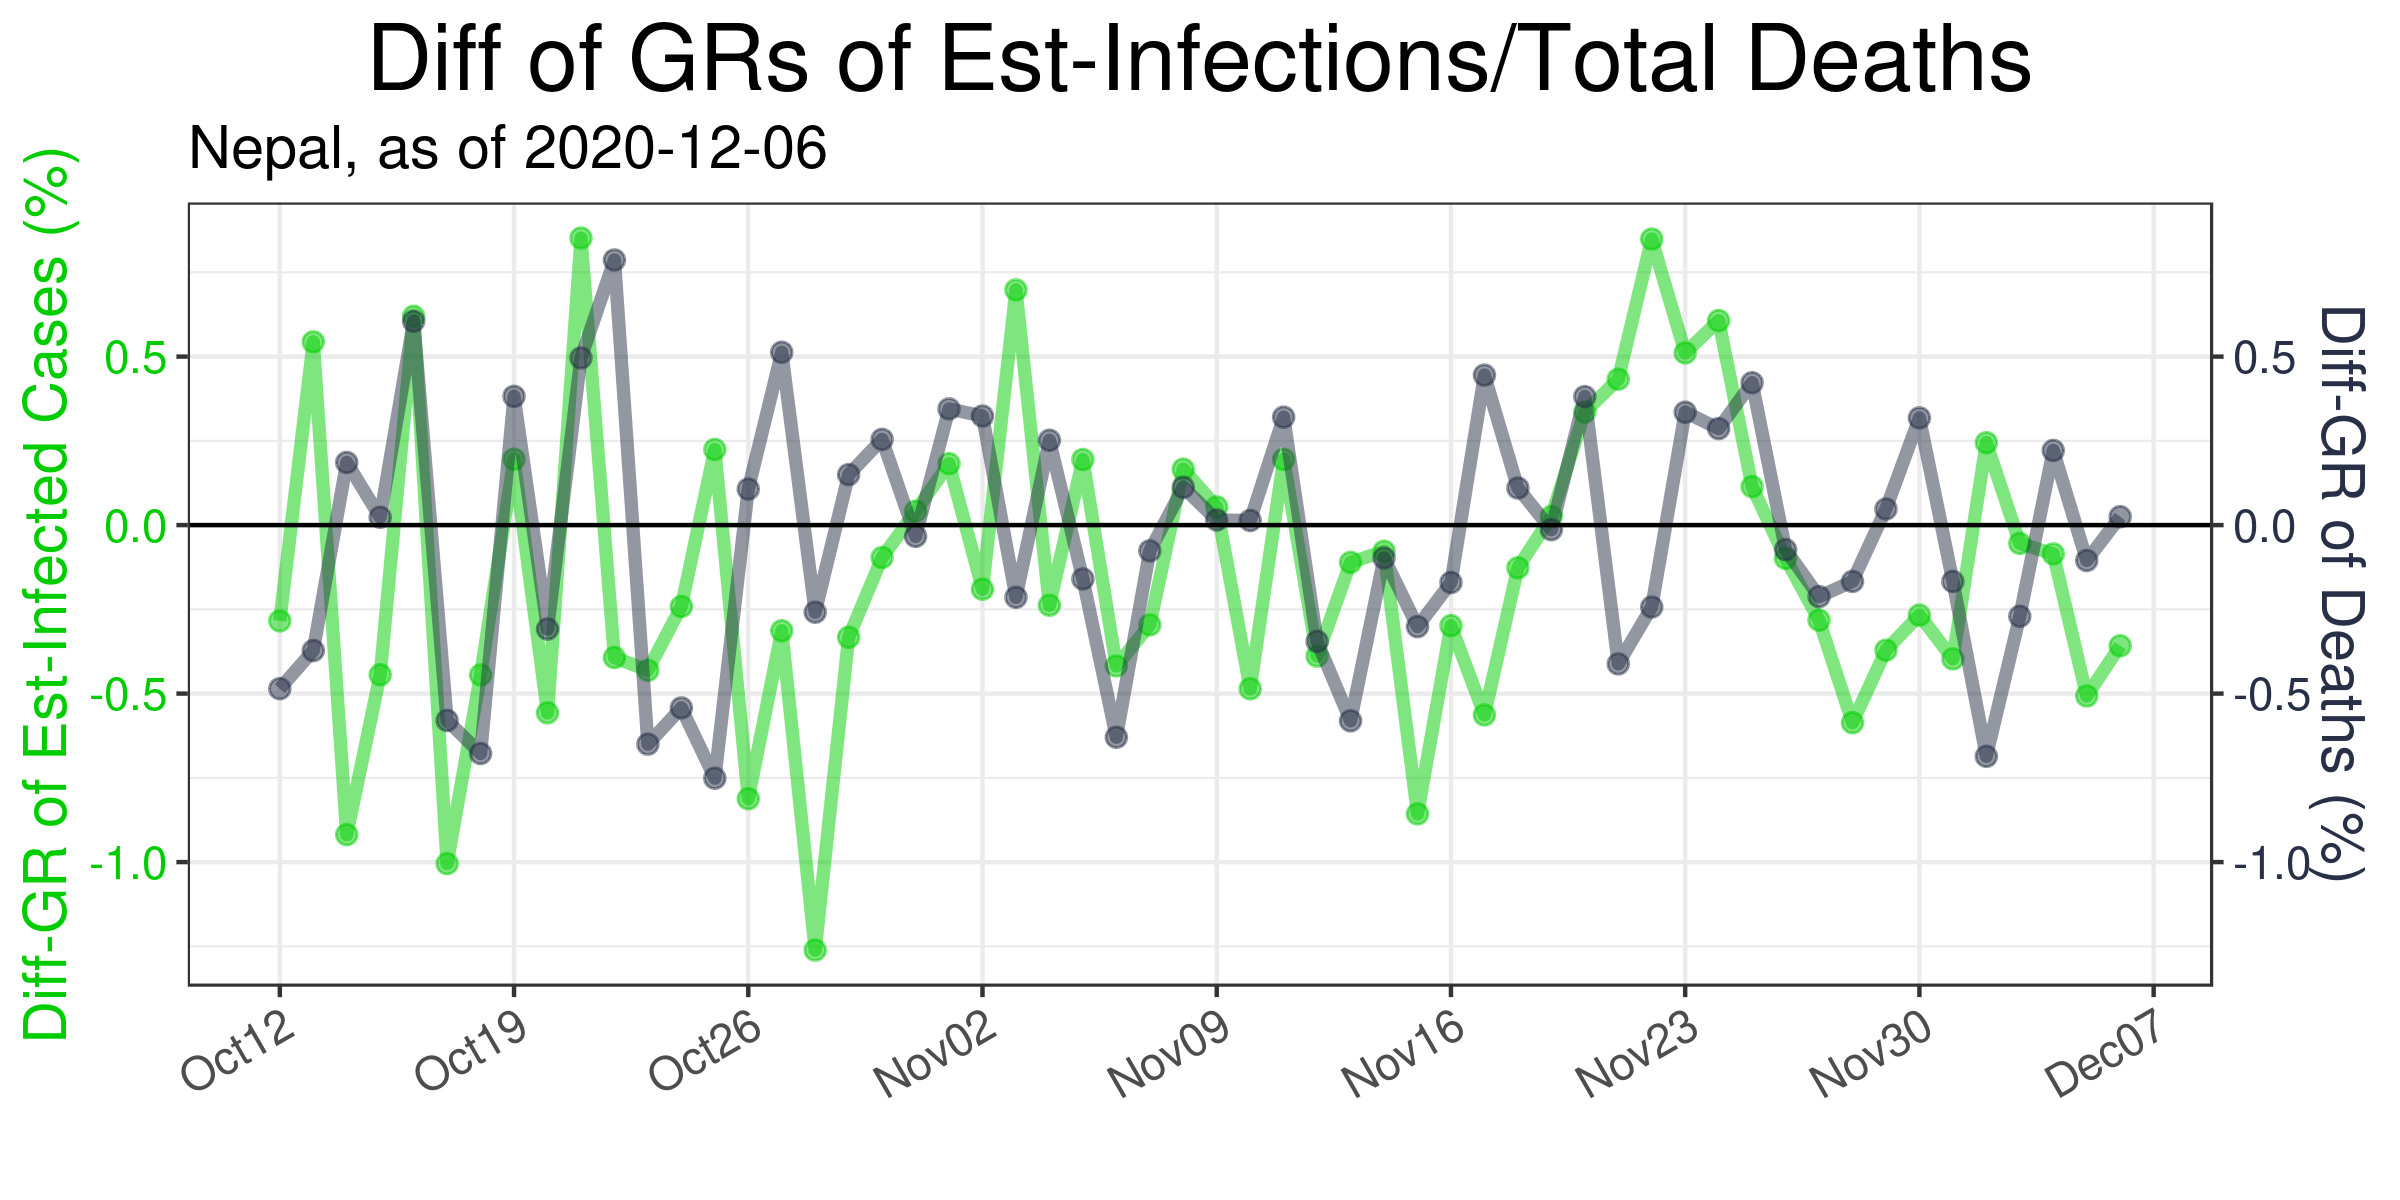 Diff of GRs of Est-Infections/Total Deaths
Nepal, as of 2020-12-06
Diff-GR of Est-Infected Cases (%)
0.5
0.0
-0.5
-1.0
0.5
0.0
-0.5
-1.0
Diff-GR of Deaths (%)
Oct12
Oct19
Oct26
Nov02
Nov09
Nov16
Nov23
Nov30
Dec07